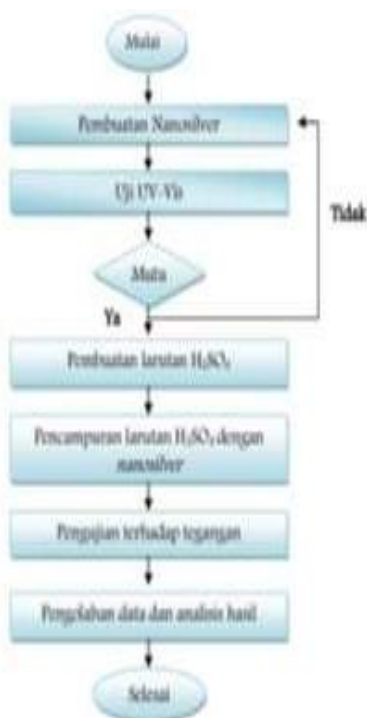 Mulai
Pembuatan Nanosilver
Uji UV-Vis
Tidak
Mutu
Ya
Pembuatan larutan H₂SO₄
Pencampuran larutan H₂SO₄ dengan
nanosilver
Pengujian terhadap tegangan
Pengolahan data dan analisis hasil
Selesai